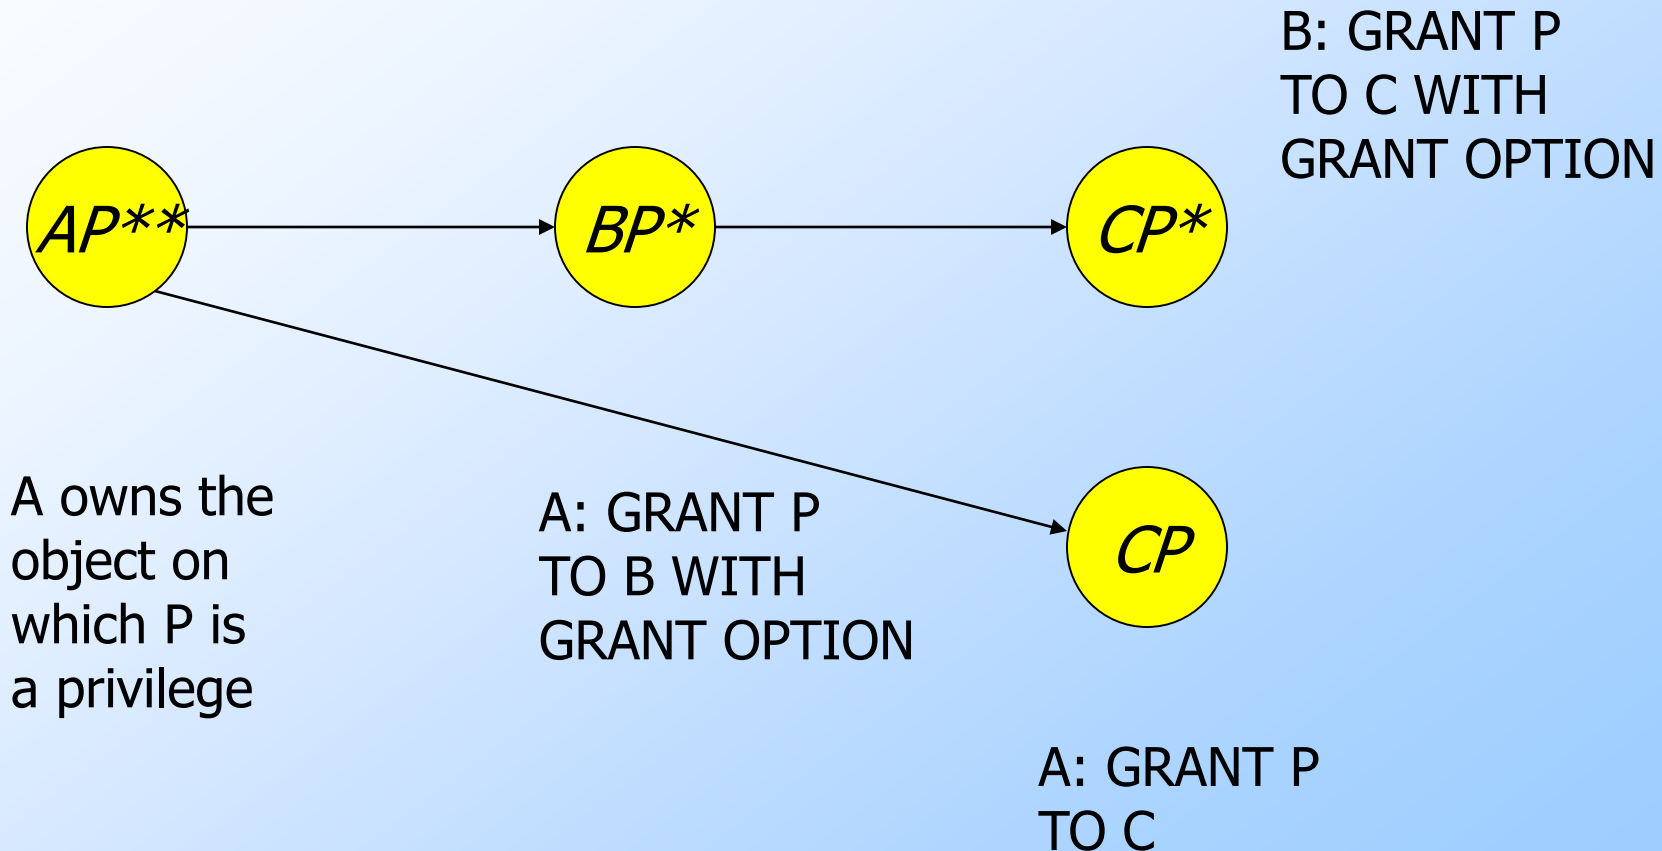 B: GRANT P
TO C WITH
GRANT OPTION
AP**
BP*
CP*
A owns the
object on
which P is
a privilege
A: GRANT P
TO B WITH
GRANT OPTION
CP
A: GRANT P
TO C